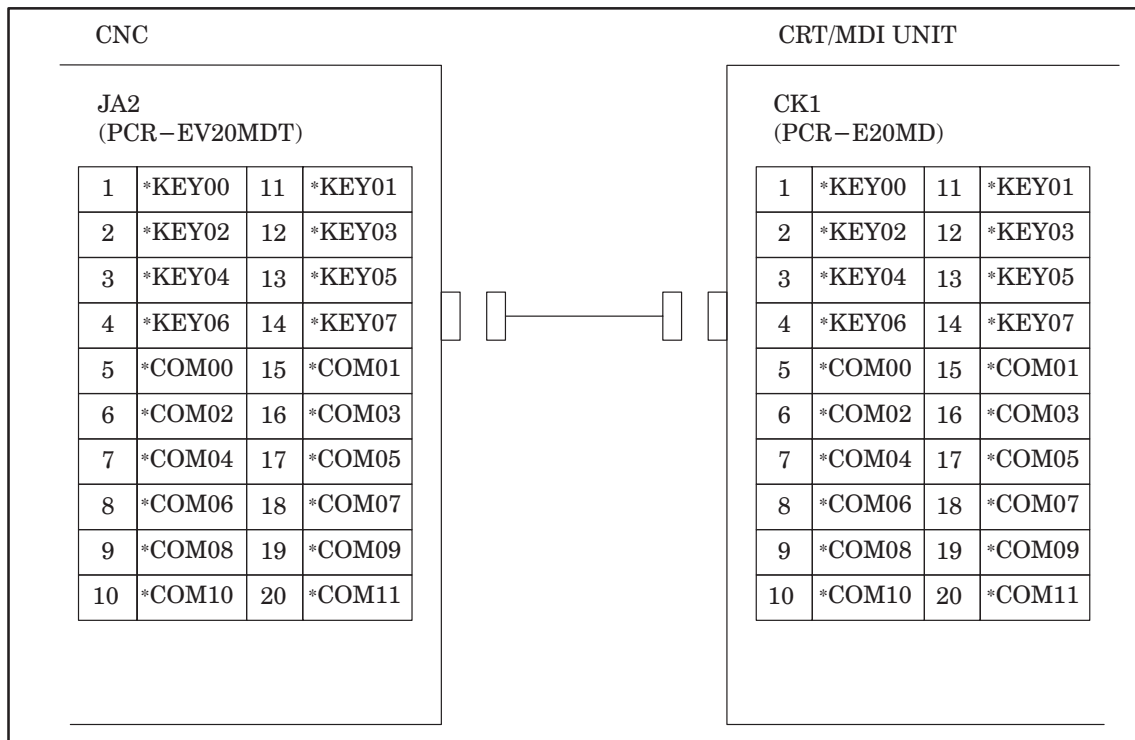 CNC
CRT/MDI UNIT
JA2
(PCR−EV20MDT)
1 *KEY00 11 *KEY01
2 *KEY02 12 *KEY03
3 *KEY04 13 *KEY05
4 *KEY06 14 *KEY07
5 *COM00 15 *COM01
6 *COM02 16 *COM03
7 *COM04 17 *COM05
8 *COM06 18 *COM07
9 *COM08 19 *COM09
10 *COM10 20 *COM11
CK1
(PCR−E20MD)
1 *KEY00 11 *KEY01
2 *KEY02 12 *KEY03
3 *KEY04 13 *KEY05
4 *KEY06 14 *KEY07
5 *COM00 15 *COM01
6 *COM02 16 *COM03
7 *COM04 17 *COM05
8 *COM06 18 *COM07
9 *COM08 19 *COM09
10 *COM10 20 *COM11